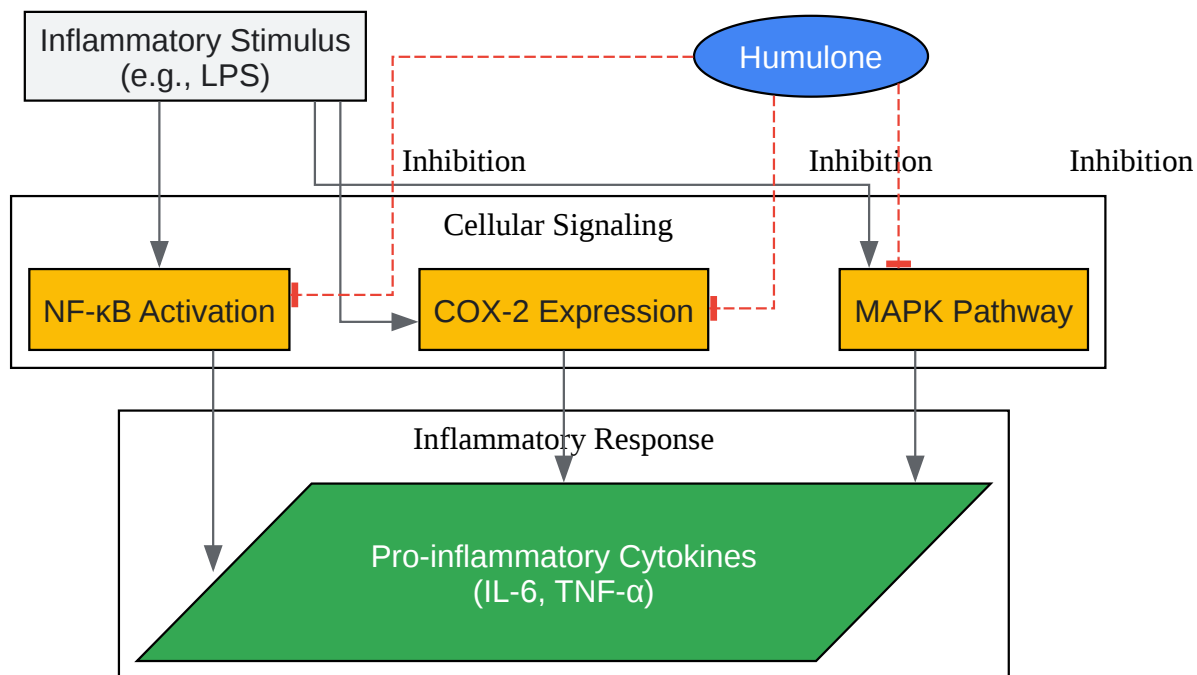 Inflammatory Stimulus
(e.g., LPS)
Humulone
Inhibition
Inhibition
Inhibition
Cellular Signaling
NF-κB Activation
COX-2 Expression
MAPK Pathway
Inflammatory Response
Pro-inflammatory Cytokines
(IL-6, TNF-α)